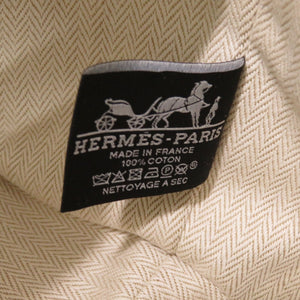 HERMÈS-PARIS
MADE IN FRANCE
100% COTON
NETTOYAGE A SEC